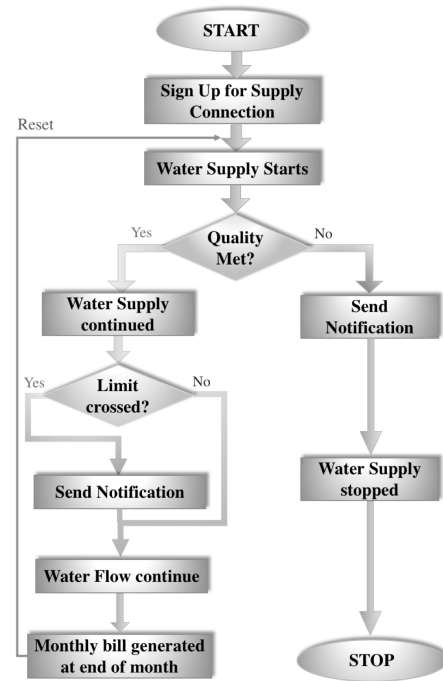 START
Sign Up for Supply
Connection
Reset
Water Supply Starts
Yes
Quality
Met?
No
Water Supply
continued
Send
Notification
Yes
Limit
crossed?
No
Send Notification
Water Supply
stopped
Water Flow continue
Monthly bill generated
at end of month
STOP